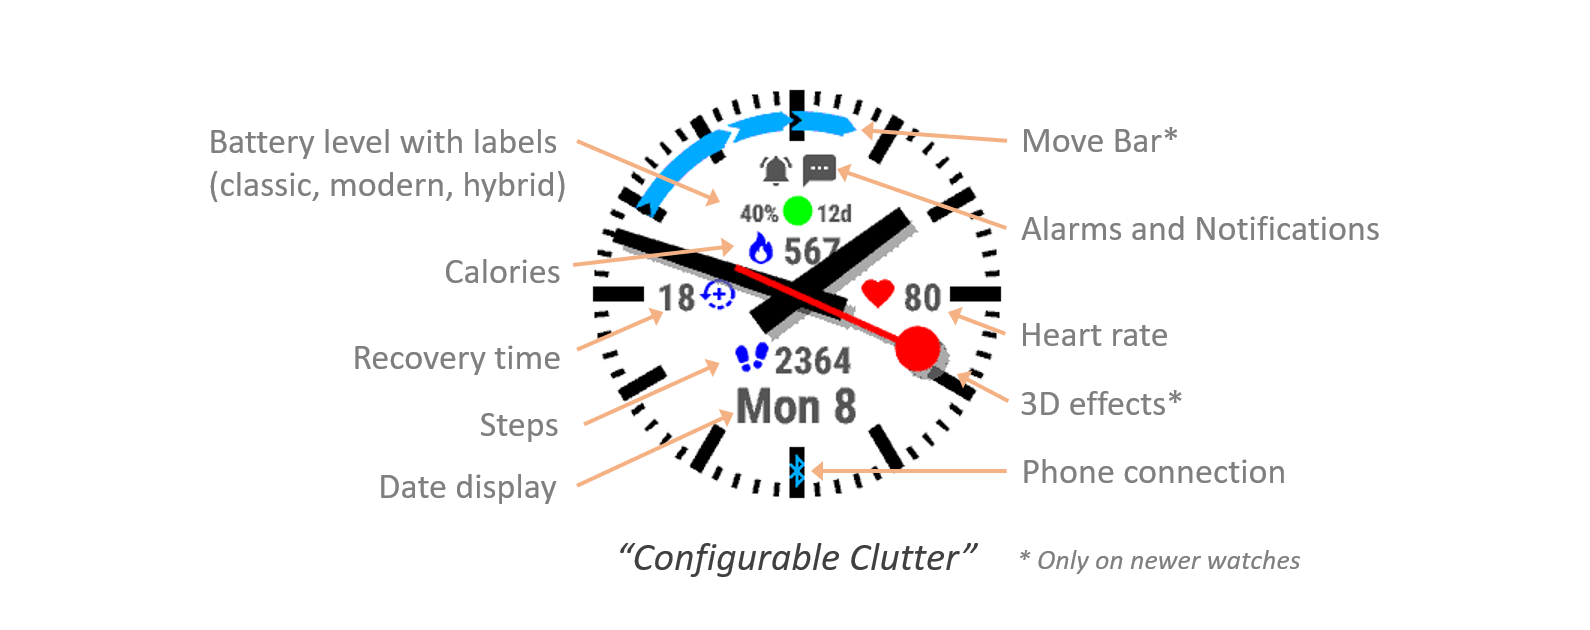 Battery level with labels
(classic, modern, hybrid)
Calories
Recovery time
Steps
Date display
40% 12d
567
18
80
2364
Mon 8
Move Bar*
Alarms and Notifications
Heart rate
3D effects*
Phone connection
“Configurable Clutter”
* Only on newer watches